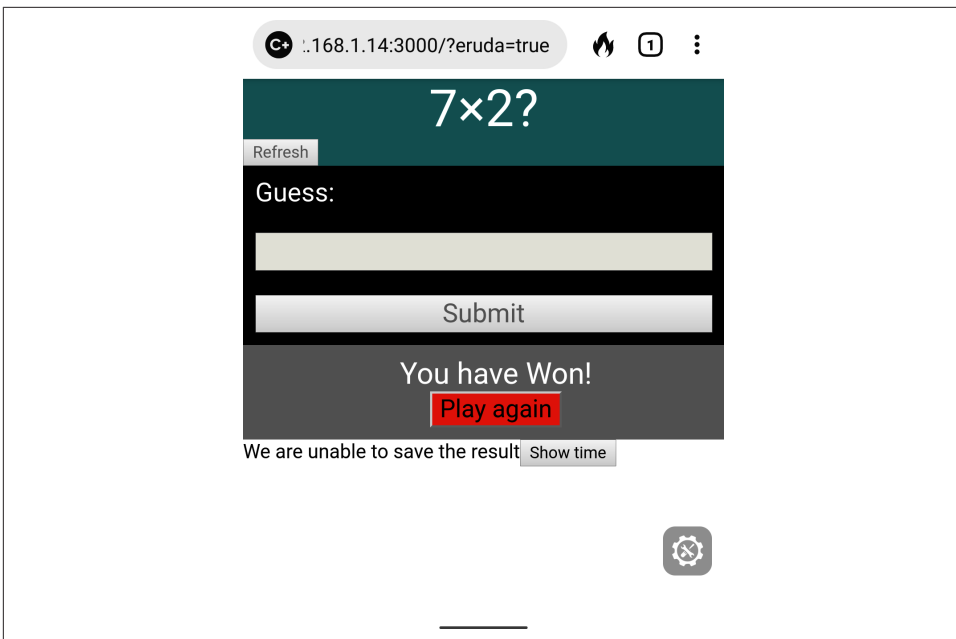 C+ .168.1.14:3000/?eruda=true 1
7×2?
Refresh
Guess:
Submit
You have Won!
Play again
We are unable to save the result Show time